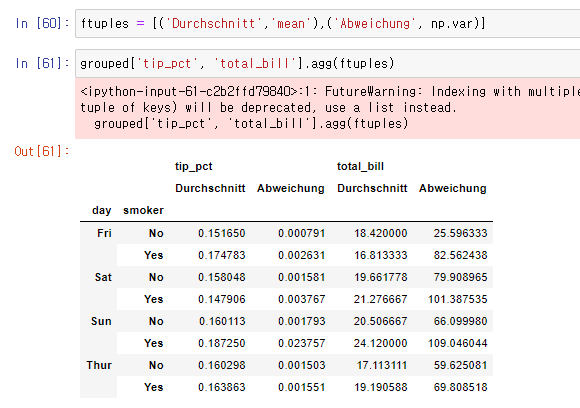 In [60]: ftuples = [('Durchschnitt','mean'),('Abweichung', np.var)]
In [61]: grouped['tip_pct', 'total_bill'].agg(ftuples)
<ipython-input-61-c2b2ffd79840>:1: FutureWarning: Indexing with multiple
tuple of keys) will be deprecated, use a list instead.
grouped['tip_pct', 'total_bill'].agg(ftuples)
Out[61]:
tip_pct total_bill
Durchschnitt Abweichung Durchschnitt Abweichung
day smoker
Fri No 0.151650 0.000791 18.420000 25.596333
Yes 0.174783 0.002631 16.813333 82.562438
Sat No 0.158048 0.001581 19.661778 79.908965
Yes 0.147906 0.003767 21.276667 101.387535
Sun No 0.160113 0.001793 20.506667 66.099980
Yes 0.187250 0.023757 24.120000 109.046044
Thur No 0.160298 0.001503 17.113111 59.625081
Yes 0.163863 0.001551 19.190588 69.808518